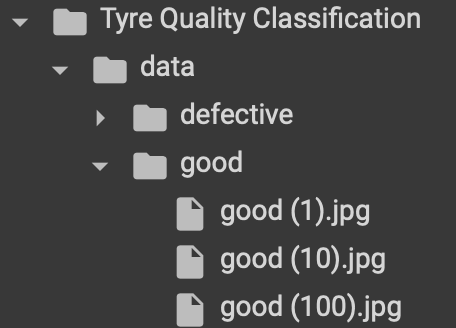 Tyre Quality Classification
data
defective
good
good (1).jpg
good (10).jpg
good (100).jpg